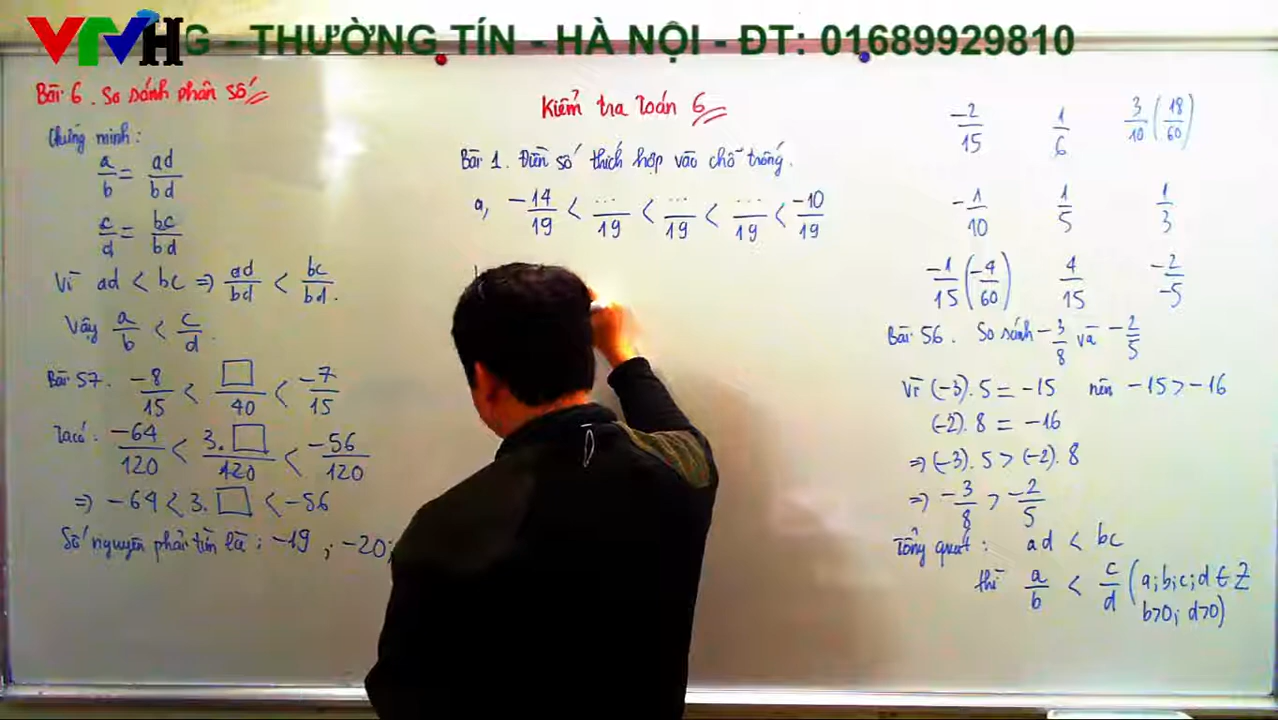 VTVH
G - THƯỜNG TÍN - HÀ NỘI - ĐT: 01689929810
Bài 6. So sánh phân số
Chứng minh:
a/b = ad/bd
c/d = bc/bd
Vì ad < bc => ad/bd < bc/bd.
Vậy a/b < c/d.
Bài 57. -8/15 < □/40 < -7/15
Ta có: -64/120 < 3.□/120 < -56/120
=> -64 < 3.□ < -56
Số nguyên phải tìm là: -19 ; -20;
Kiểm tra Toán 6
Bài 1. Điền số thích hợp vào chỗ trống.
a, -14/19 < .../19 < .../19 < .../19 < -10/19
-2/15 1/6 3/10 (18/60)
-1/10 1/5 1/3
-1/15 (-4/60) 4/15 -2/-5
Bài 56. So sánh -3/8 và -2/5
Vì (-3).5 = -15 nên -15 > -16
(-2).8 = -16
=> (-3).5 > (-2).8
=> -3/8 > -2/5
Tổng quát: ad < bc
thì a/b < c/d (a;b;c;d ∈ Z
b>0; d>0)